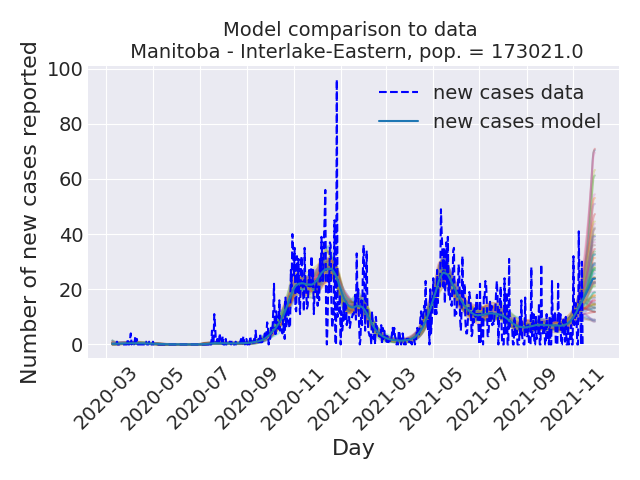 Model comparison to data
Manitoba - Interlake-Eastern, pop. = 173021.0
Number of new cases reported
100
80
60
40
20
0
new cases data
new cases model
2020-03
2020-05
2020-07
2020-09
2020-11
2021-01
2021-03
2021-05
2021-07
2021-09
2021-11
Day